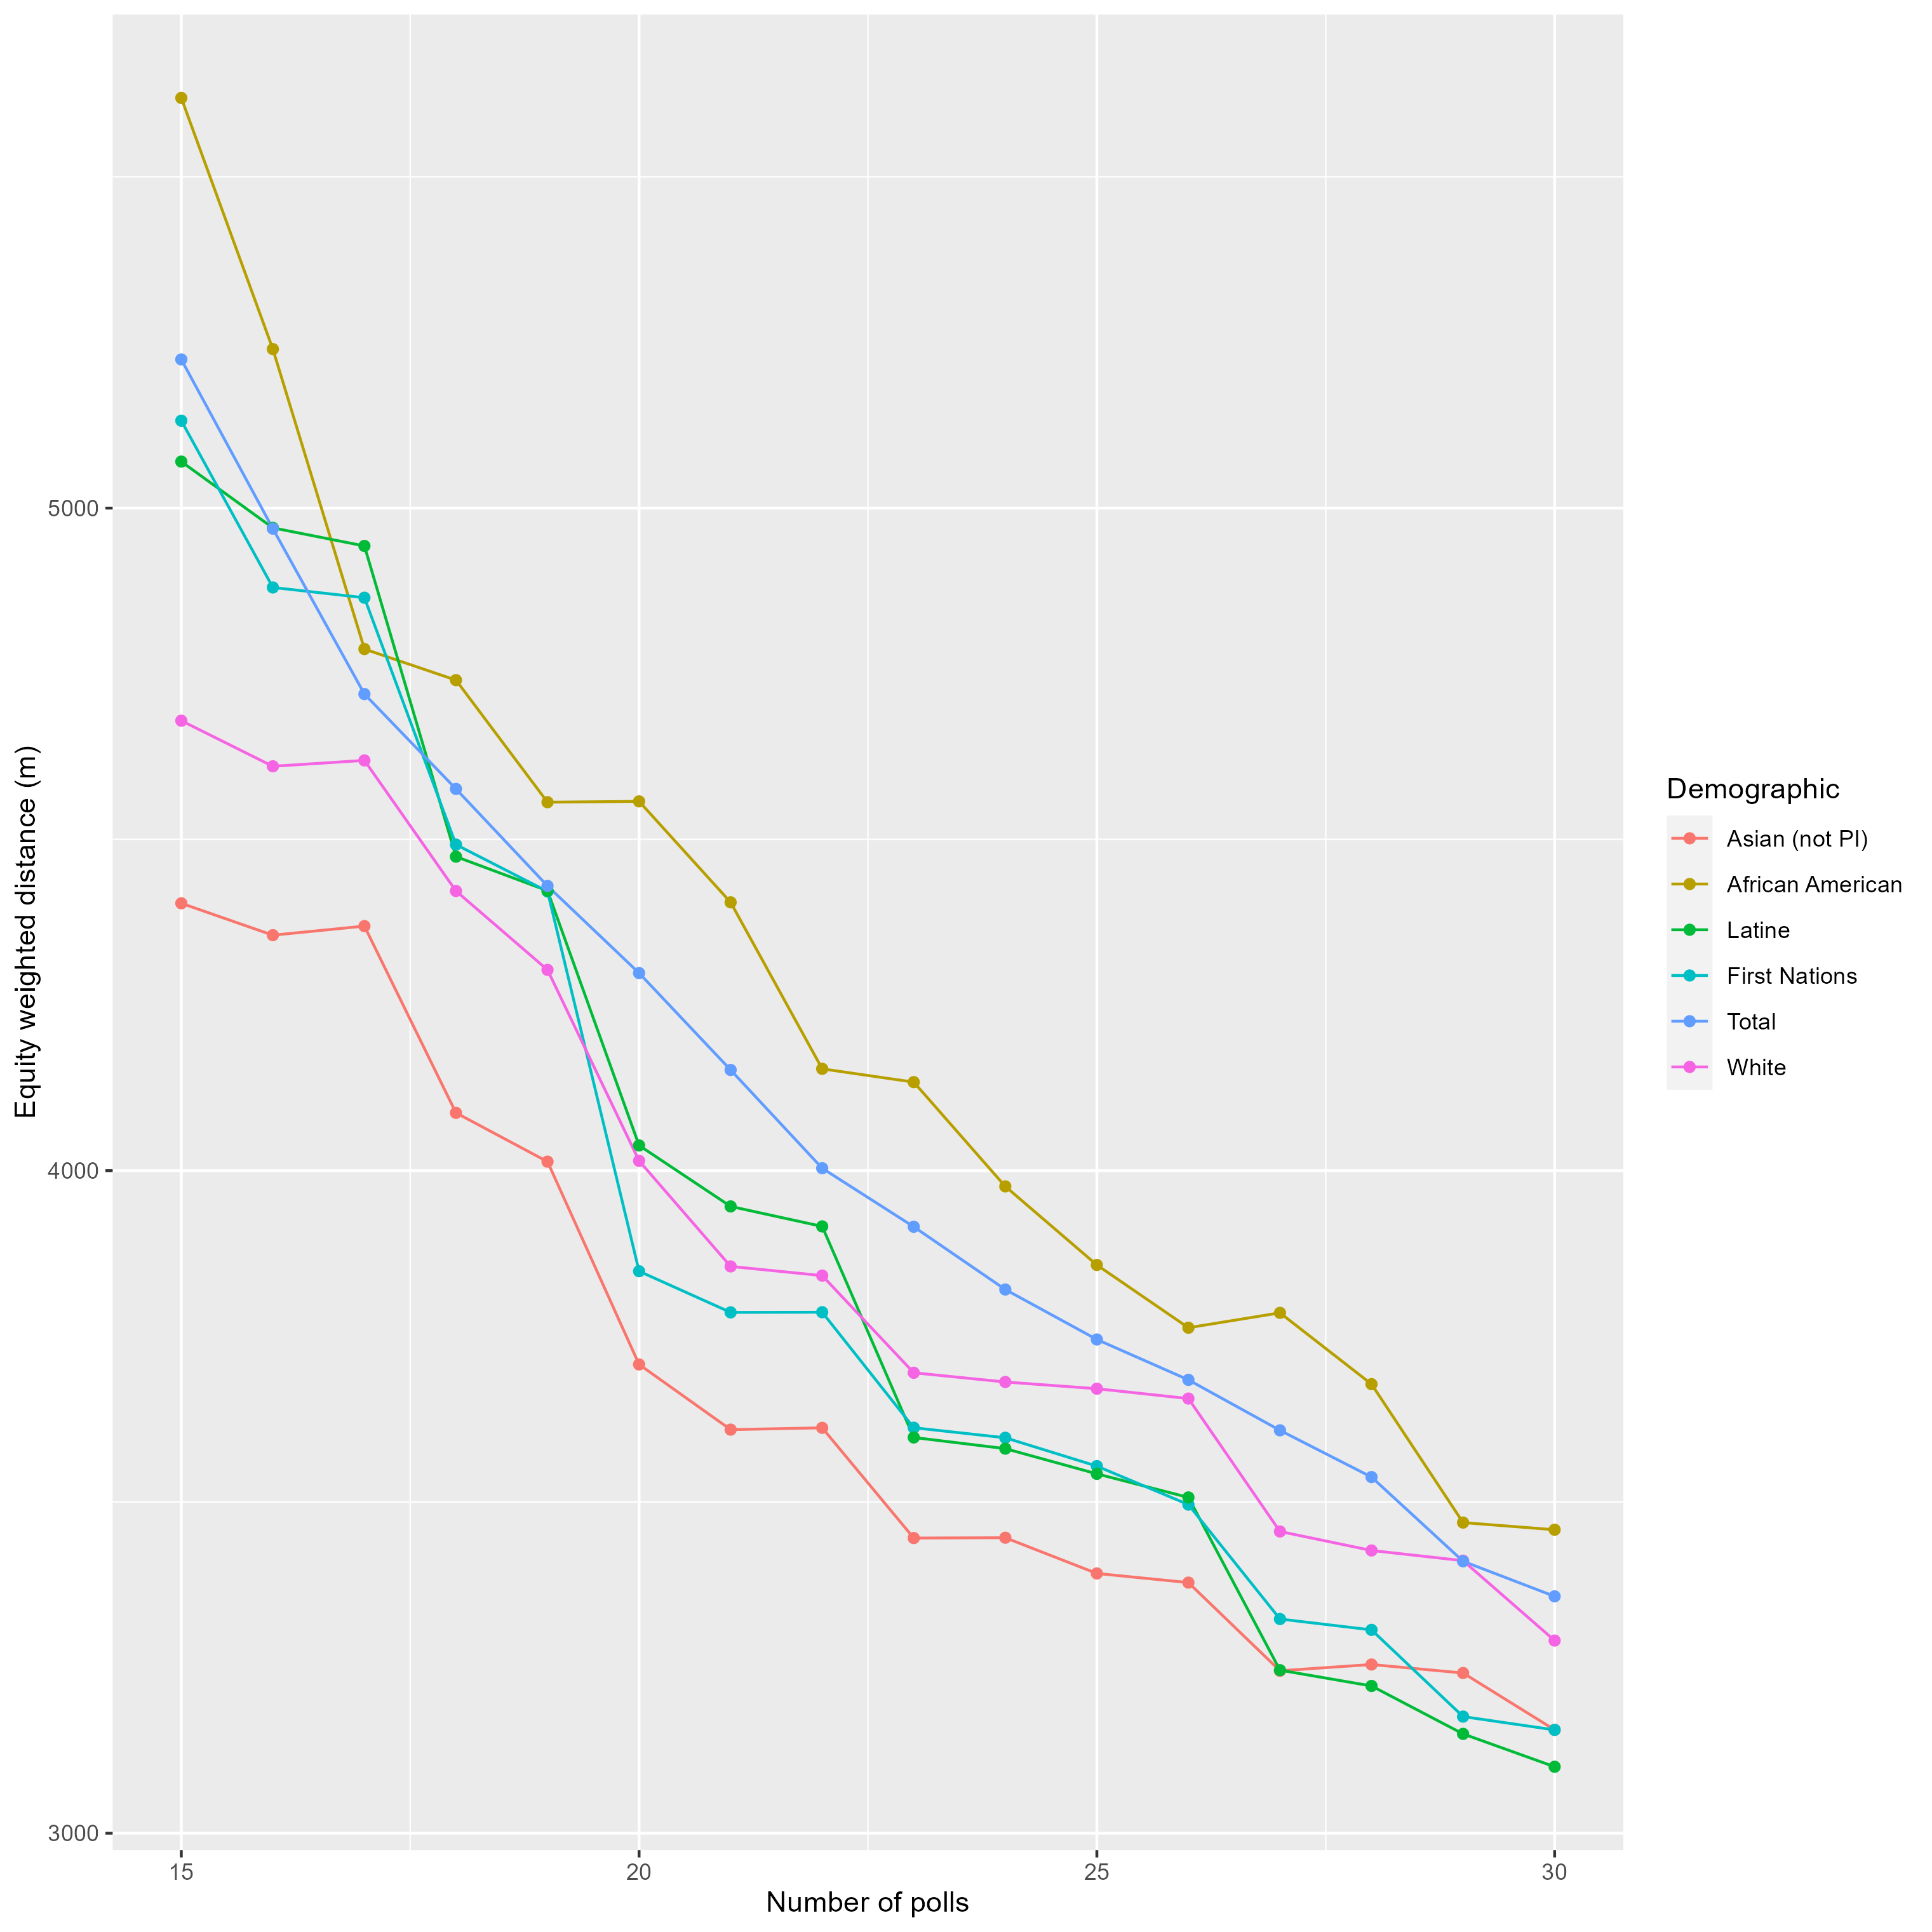 5000
4000
3000
Equity weighted distance (m)
15 20 25 30
Number of polls
Demographic
Asian (not PI)
African American
Latine
First Nations
Total
White